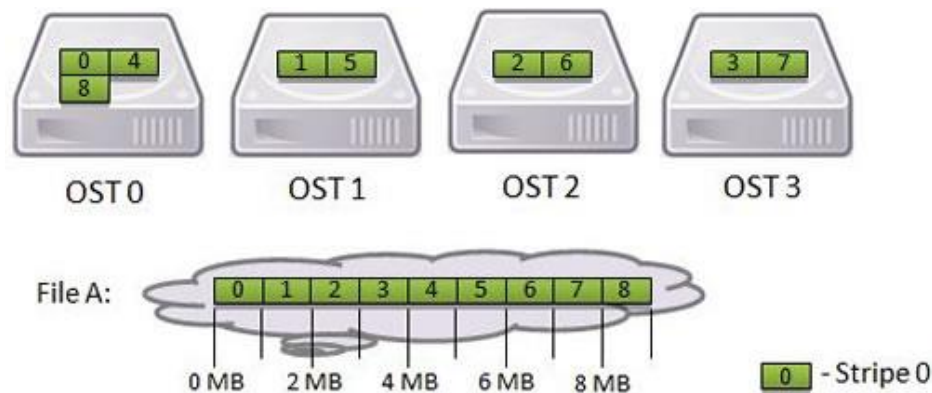 0 4 1 5 2 6 3 7
8
OST 0 OST 1 OST 2 OST 3
File A: 0 1 2 3 4 5 6 7 8
0 MB 2 MB 4 MB 6 MB 8 MB
0 - Stripe 0